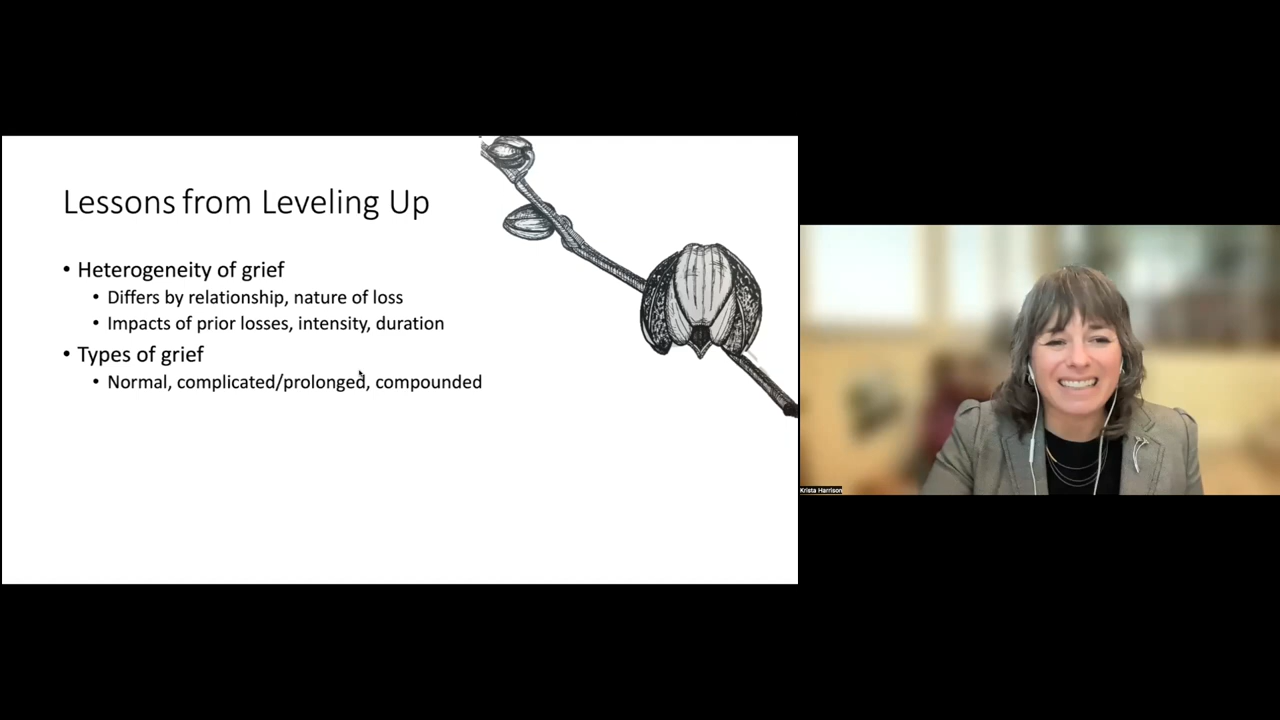 Lessons from Leveling Up
• Heterogeneity of grief
• Differs by relationship, nature of loss
• Impacts of prior losses, intensity, duration
• Types of grief
• Normal, complicated/prolonged, compounded
Krista Harrison